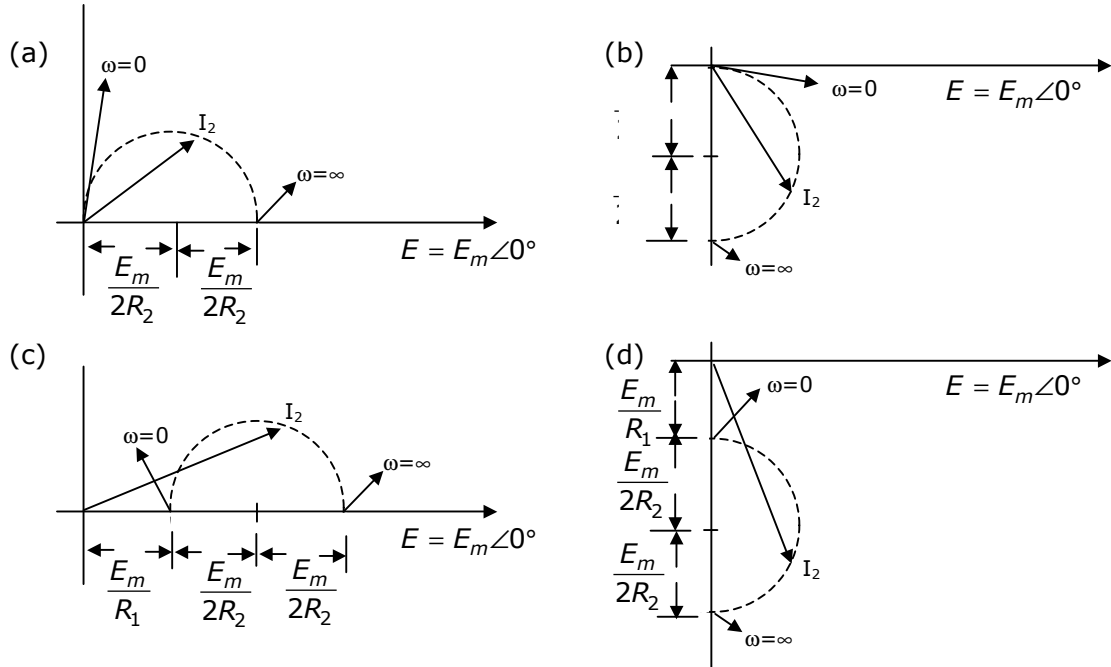 (a)
ω=0
I₂
ω=∞
E = Eₘ∠0°
Eₘ/2R₂ Eₘ/2R₂
(b)
E = Eₘ∠0°
ω=0
I₂
ω=∞
(c)
ω=0
I₂
ω=∞
E = Eₘ∠0°
Eₘ/R₁ Eₘ/2R₂ Eₘ/2R₂
(d)
E = Eₘ∠0°
ω=0
Eₘ/R₁
Eₘ/2R₂
I₂
Eₘ/2R₂
ω=∞